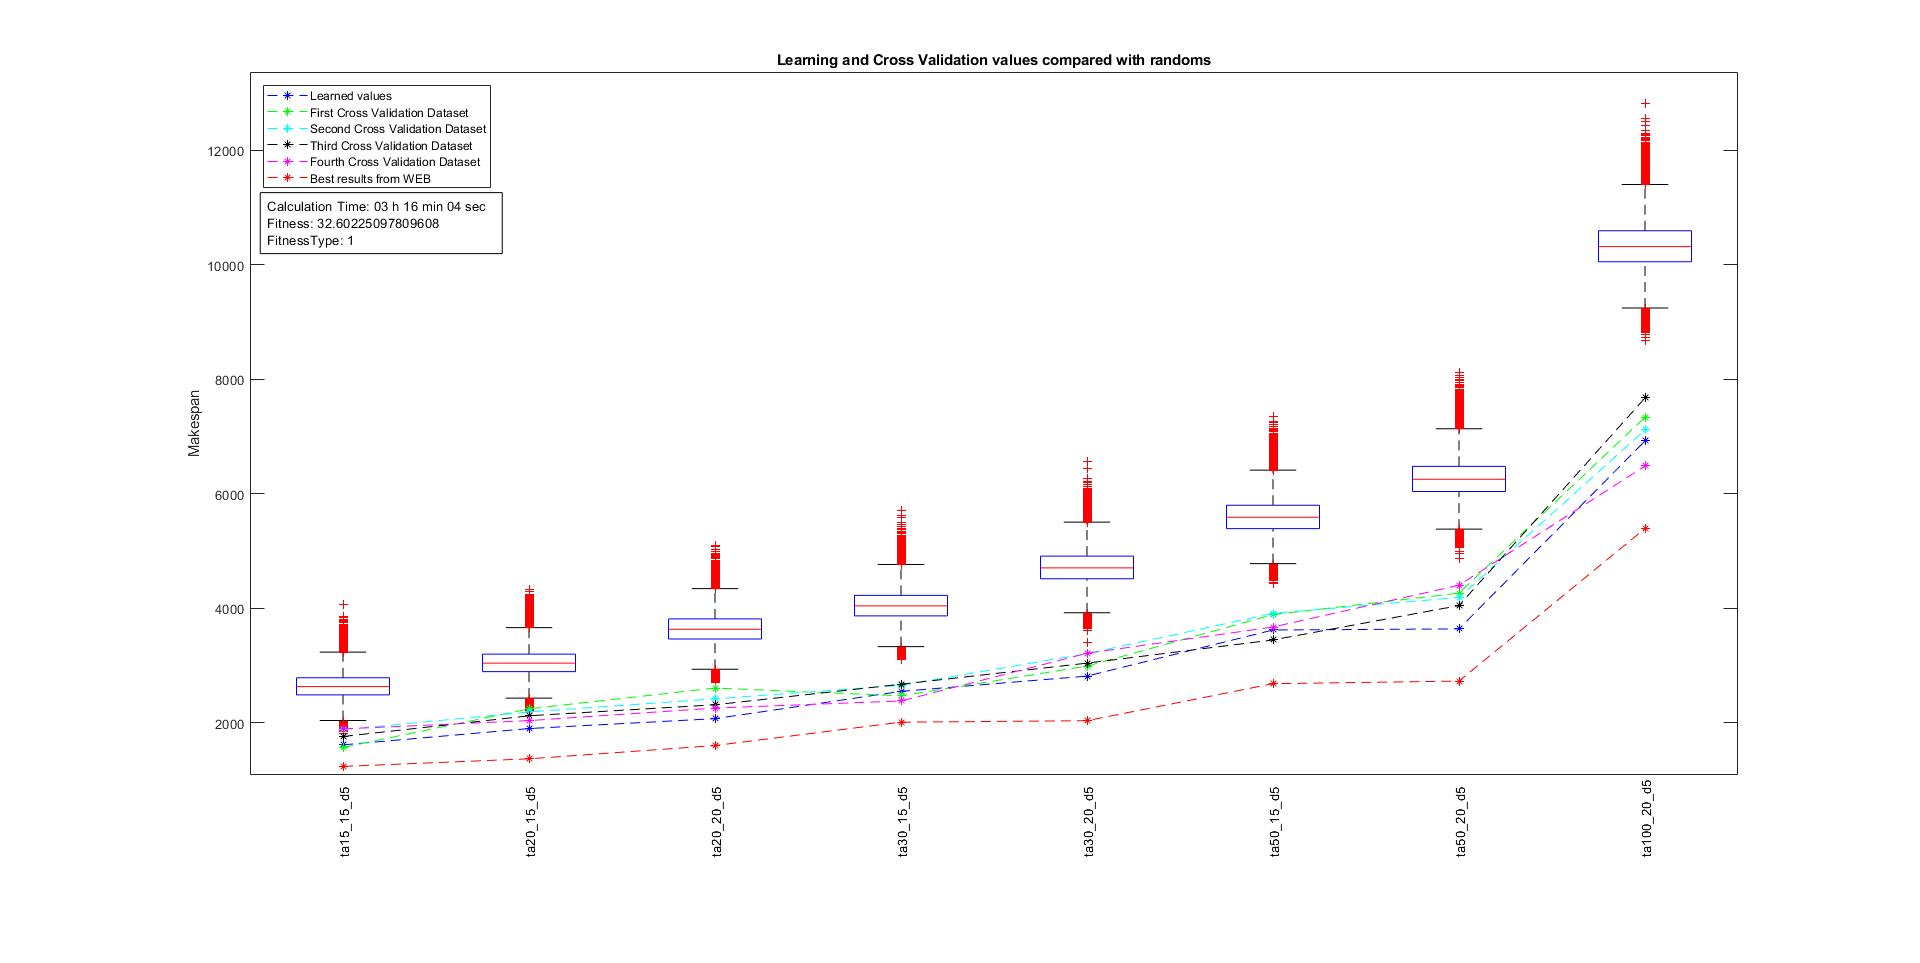 Learning and Cross Validation values compared with randoms
Learned values
First Cross Validation Dataset
Second Cross Validation Dataset
Third Cross Validation Dataset
Fourth Cross Validation Dataset
Best results from WEB
Calculation Time: 03 h 16 min 04 sec
Fitness: 32.60225097809608
FitnessType: 1
Makespan
12000
10000
8000
6000
4000
2000
ta15_15_d5
ta20_15_d5
ta20_20_d5
ta30_15_d5
ta30_20_d5
ta50_15_d5
ta50_20_d5
ta100_20_d5